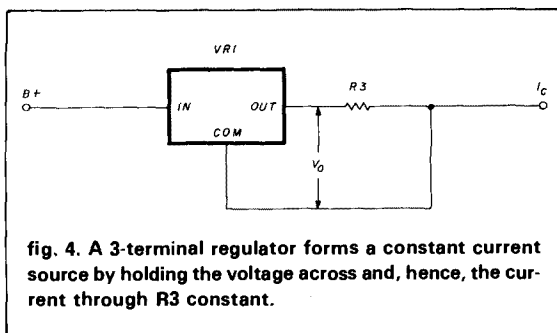 VR1
B+
IN
OUT
COM
R3
I_C
V_O
fig. 4. A 3-terminal regulator forms a constant current
source by holding the voltage across and, hence, the cur-
rent through R3 constant.